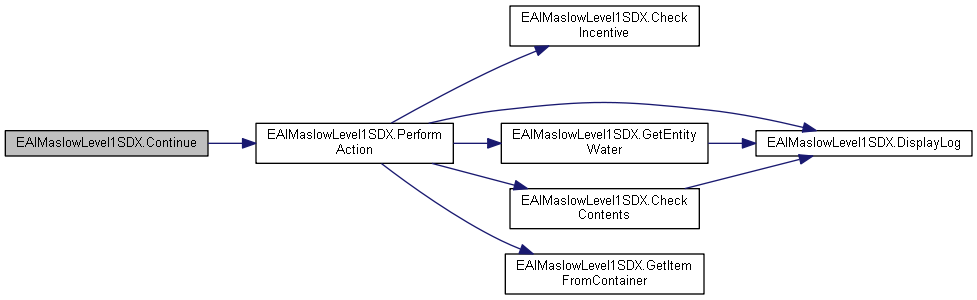 EAIMaslowLevel1SDX.Continue
EAIMaslowLevel1SDX.Perform
Action
EAIMaslowLevel1SDX.Check
Incentive
EAIMaslowLevel1SDX.GetEntity
Water
EAIMaslowLevel1SDX.Check
Contents
EAIMaslowLevel1SDX.GetItem
FromContainer
EAIMaslowLevel1SDX.DisplayLog